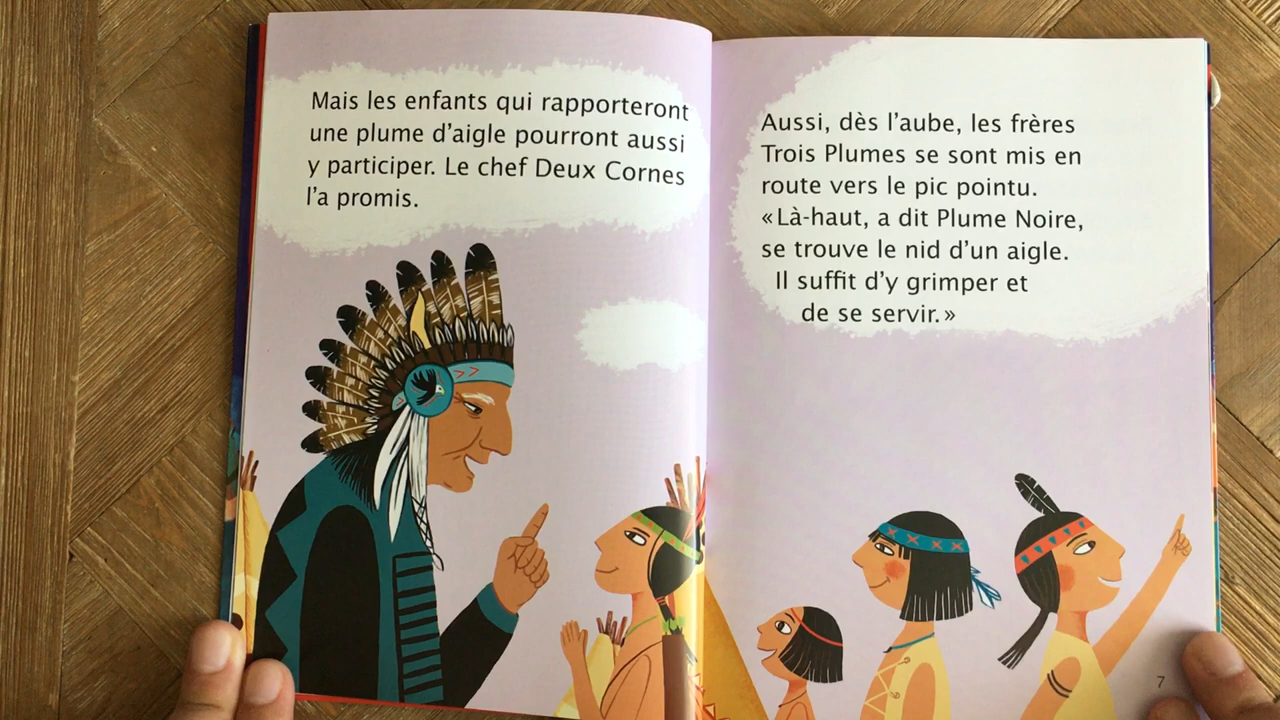 Mais les enfants qui rapporteront
une plume d'aigle pourront aussi
y participer. Le chef Deux Cornes
l'a promis.
Aussi, dès l'aube, les frères
Trois Plumes se sont mis en
route vers le pic pointu.
«Là-haut, a dit Plume Noire,
se trouve le nid d'un aigle.
Il suffit d'y grimper et
de se servir.»
7